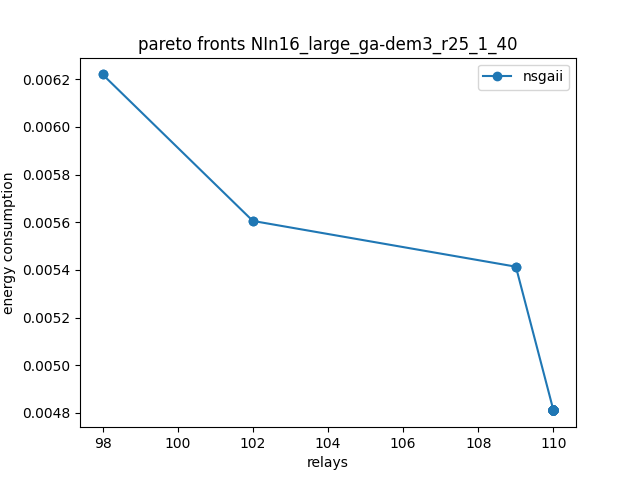 pareto fronts NIn16_large_ga-dem3_r25_1_40
nsgaii
energy consumption
0.0062
0.0060
0.0058
0.0056
0.0054
0.0052
0.0050
0.0048
98 100 102 104 106 108 110
relays